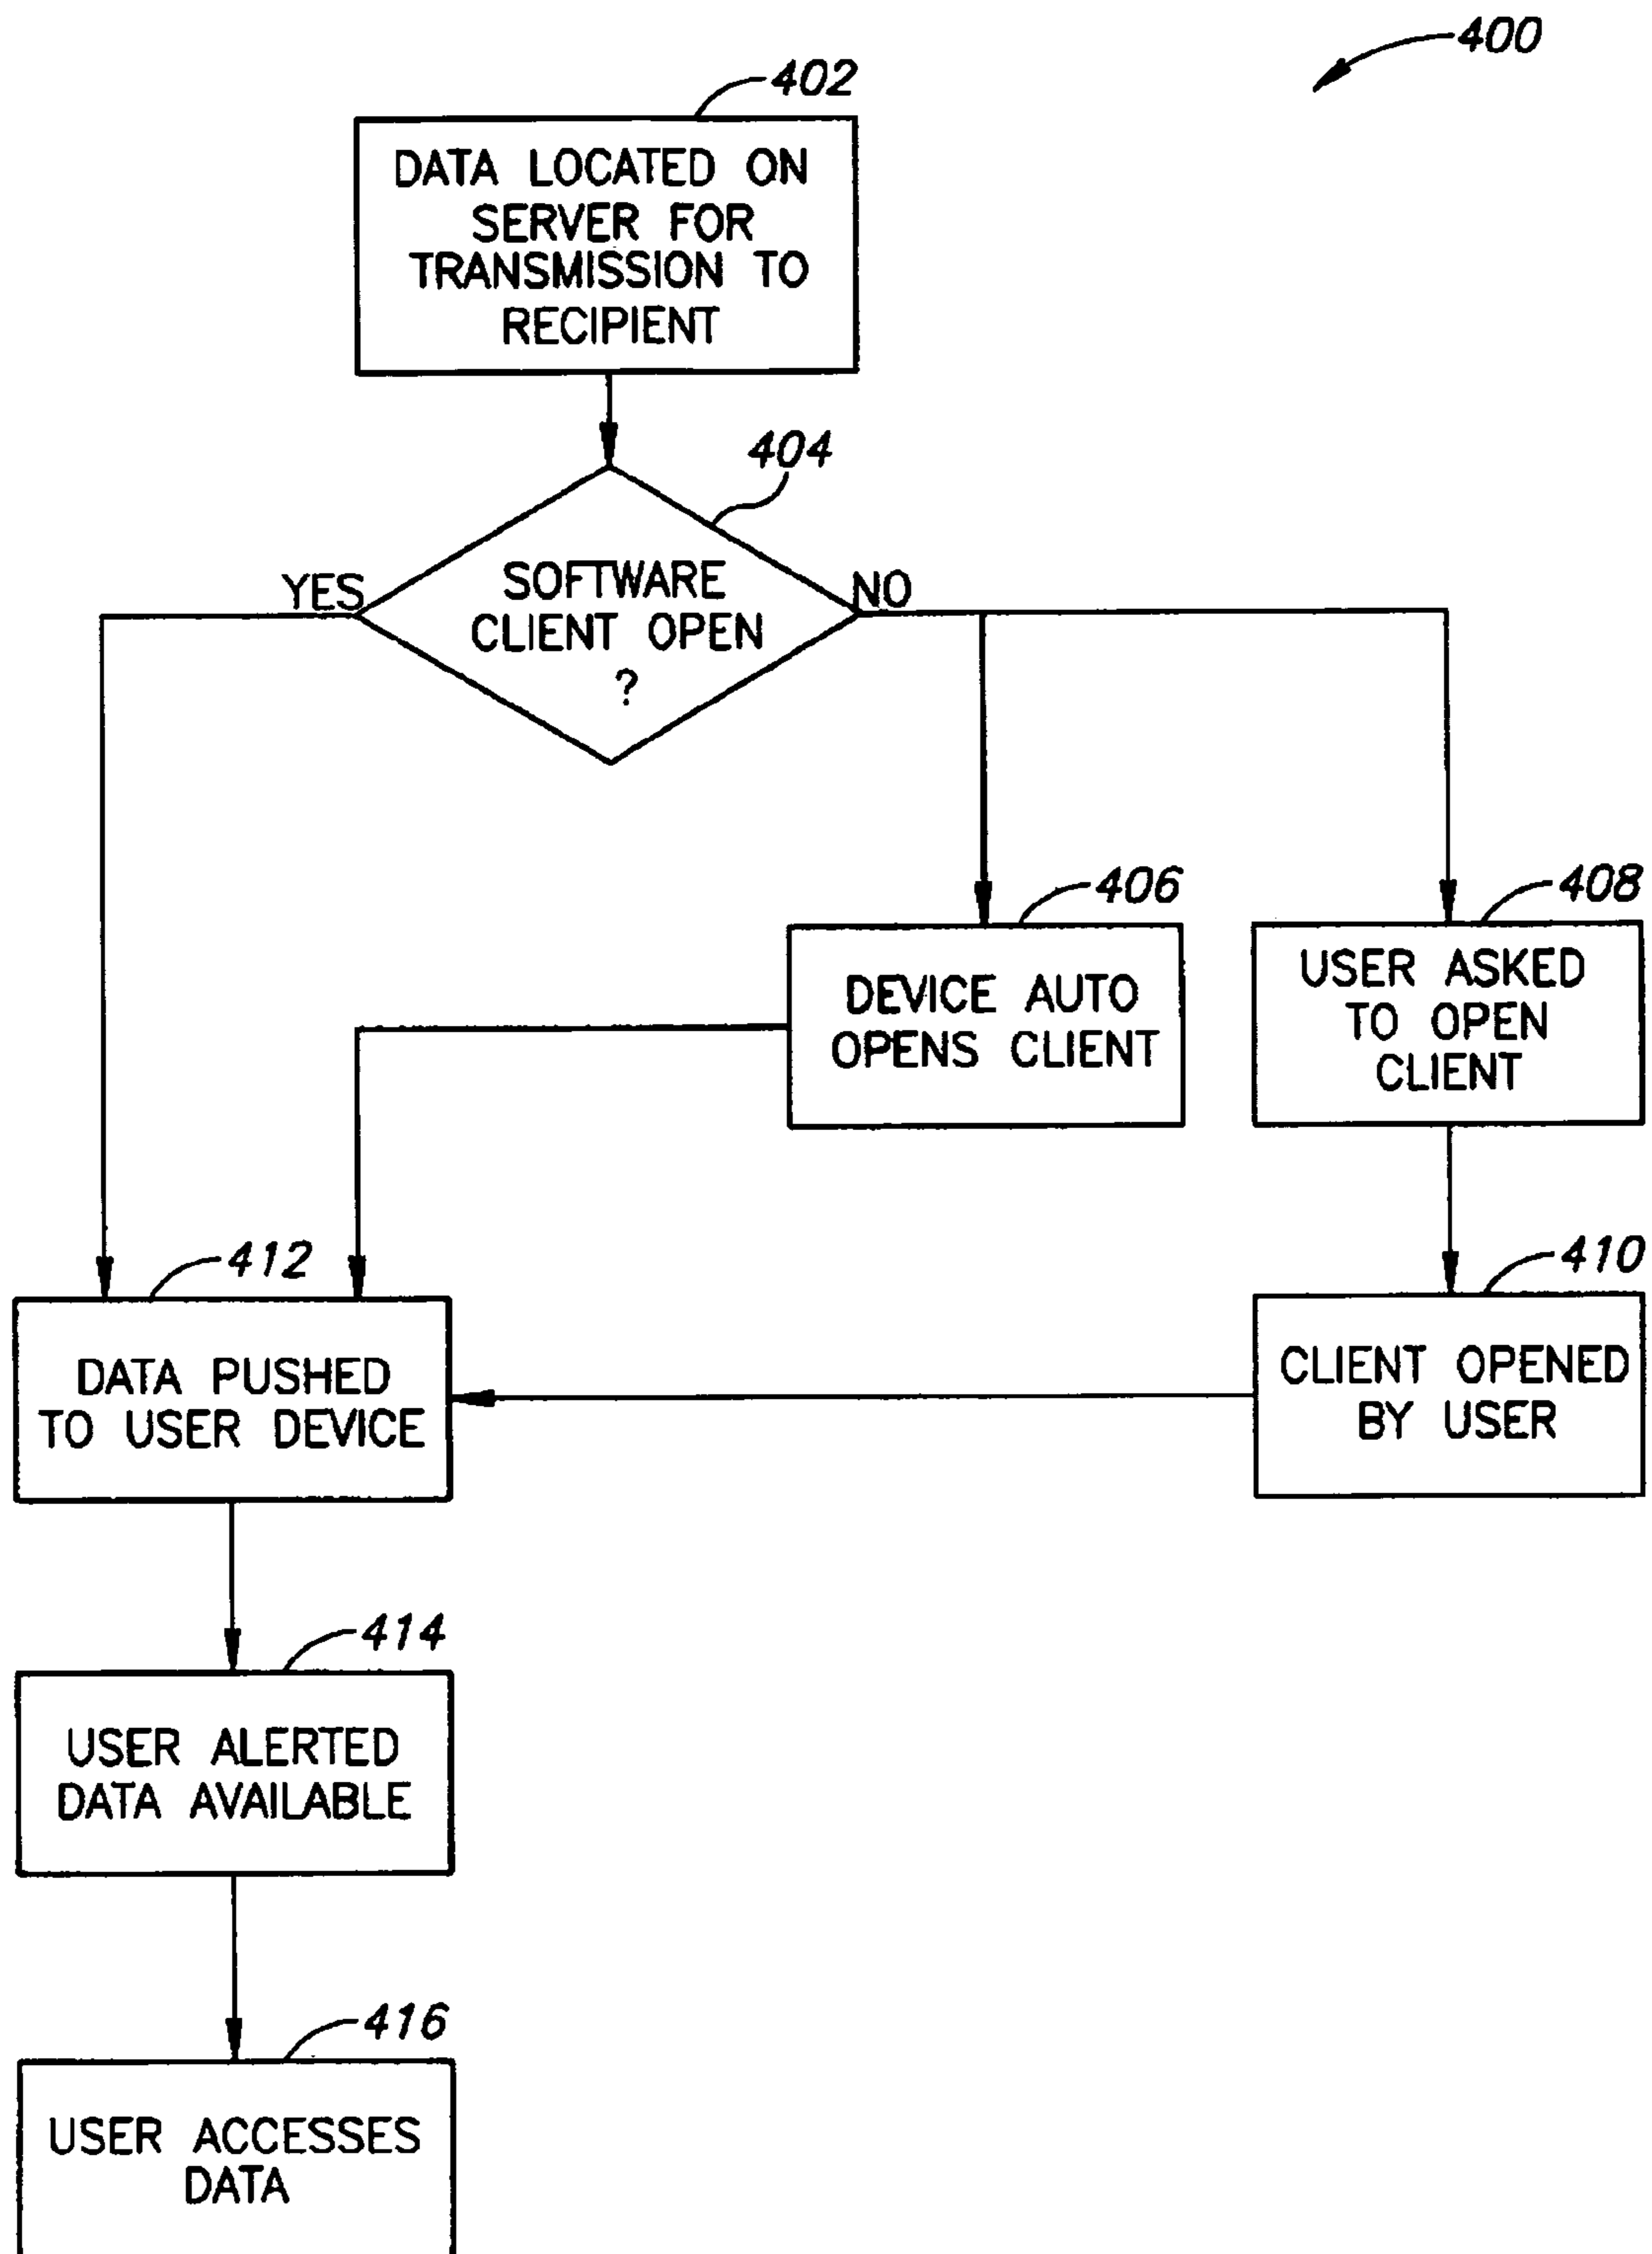 400
402
DATA LOCATED ON
SERVER FOR
TRANSMISSION TO
RECIPIENT
404
YES
SOFTWARE
CLIENT OPEN
?
NO
406
DEVICE AUTO
OPENS CLIENT
408
USER ASKED
TO OPEN
CLIENT
412
DATA PUSHED
TO USER DEVICE
410
CLIENT OPENED
BY USER
414
USER ALERTED
DATA AVAILABLE
416
USER ACCESSES
DATA